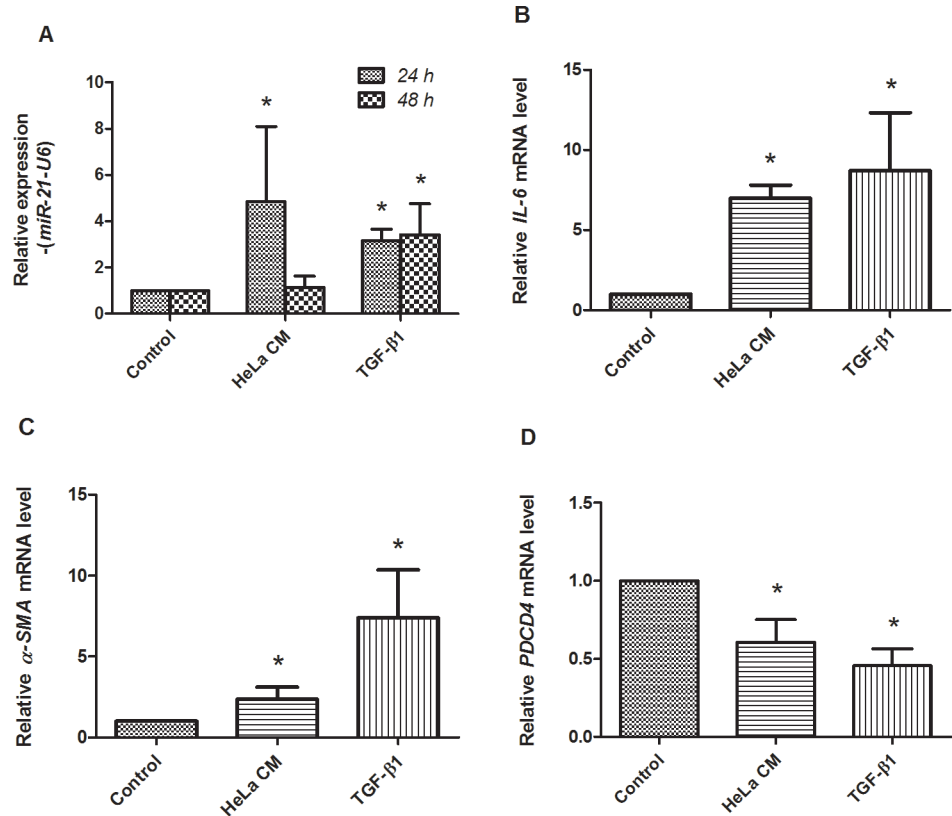 A
Relative expression
-(miR-21-U6)
10
8
6
4
2
0
24 h
48 h
*
*
*
Control
HeLa CM
TGF-β1
B
Relative IL-6 mRNA level
15
10
5
0
*
*
Control
HeLa CM
TGF-β1
C
Relative α-SMA mRNA level
15
10
5
0
*
*
Control
HeLa CM
TGF-β1
D
Relative PDCD4 mRNA level
1.5
1.0
0.5
0.0
*
*
Control
HeLa CM
TGF-β1